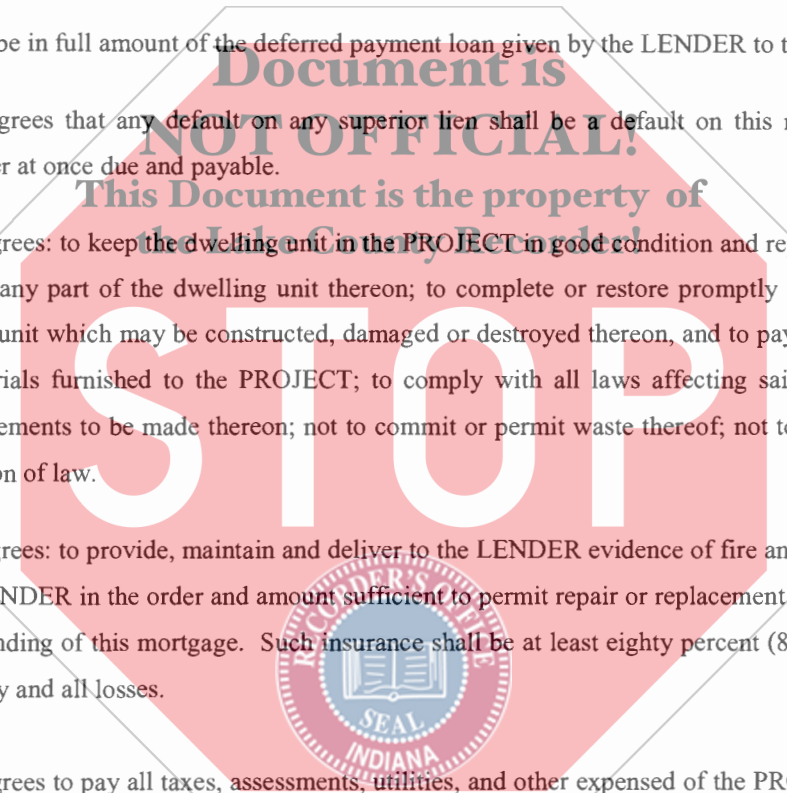 be in full amount of the deferred payment loan given by the LENDER to t
Document is
grees that any default on any superior lien shall be a default on this
NOT OFFICIAL!
r at once due and payable.
This Document is the property of
grees: to keep the dwelling unit in the PROJECT in good condition and re
the Lake County Recorder!
any part of the dwelling unit thereon; to complete or restore promptly
unit which may be constructed, damaged or destroyed thereon, and to pay
rials furnished to the PROJECT; to comply with all laws affecting sai
ements to be made thereon; not to commit or permit waste thereof; not to
on of law.
STOP
grees: to provide, maintain and deliver to the LENDER evidence of fire an
NDER in the order and amount sufficient to permit repair or replacement
nding of this mortgage. Such insurance shall be at least eighty percent (8
y and all losses.
RECORDER'S OFFICE
SEAL
INDIANA
grees to pay all taxes, assessments, utilities, and other expensed of the PRO